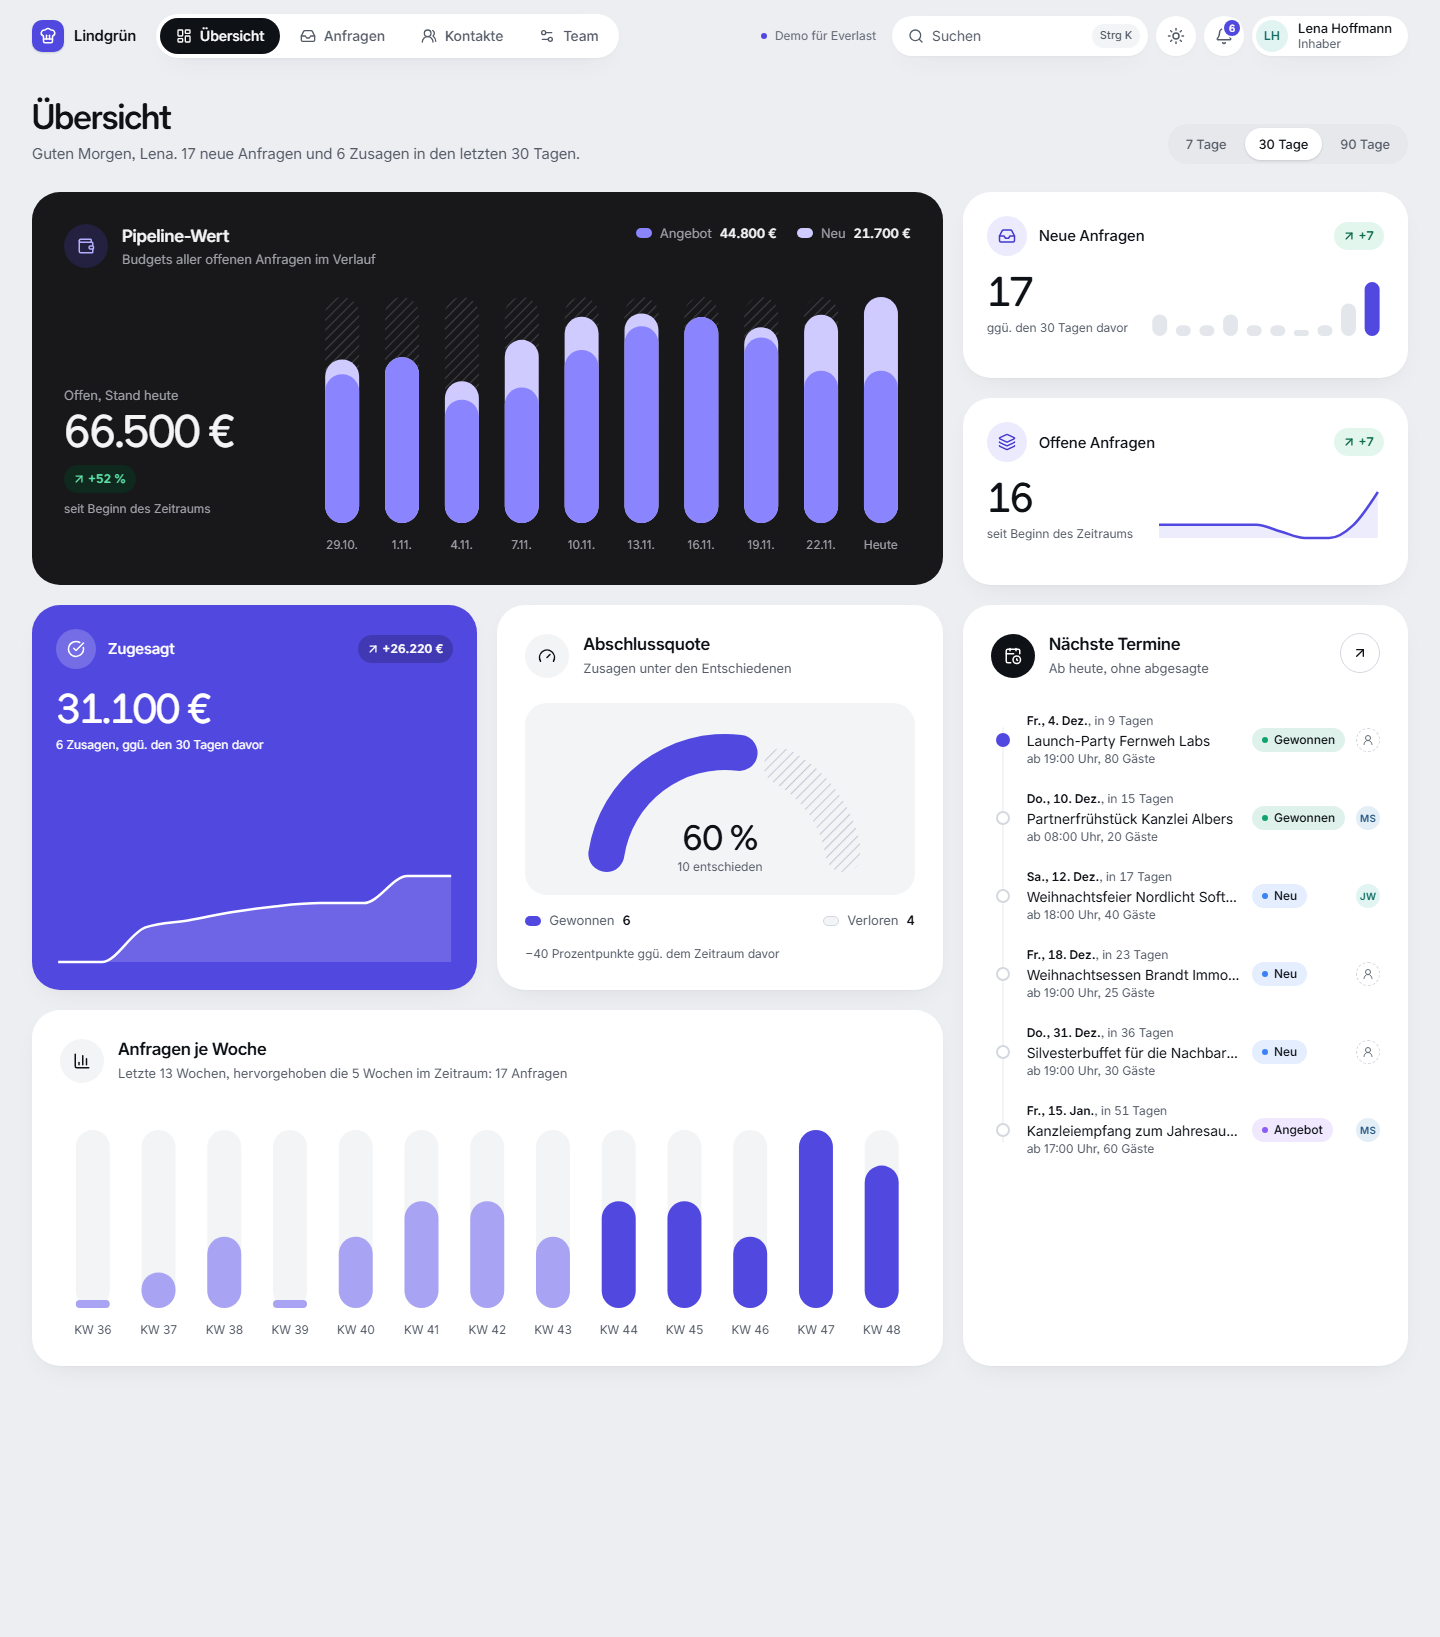 Lindgrün
Übersicht
Anfragen
Kontakte
Team
Demo für Everlast
Suchen
Strg K
6
LH
Lena Hoffmann
Inhaber
Übersicht
Guten Morgen, Lena. 17 neue Anfragen und 6 Zusagen in den letzten 30 Tagen.
7 Tage
30 Tage
90 Tage
Pipeline-Wert
Budgets aller offenen Anfragen im Verlauf
Angebot 44.800 €
Neu 21.700 €
Offen, Stand heute
66.500 €
+52 %
seit Beginn des Zeitraums
29.10.
1.11.
4.11.
7.11.
10.11.
13.11.
16.11.
19.11.
22.11.
Heute
Neue Anfragen
+7
17
ggü. den 30 Tagen davor
Offene Anfragen
+7
16
seit Beginn des Zeitraums
Zugesagt
+26.220 €
31.100 €
6 Zusagen, ggü. den 30 Tagen davor
Abschlussquote
Zusagen unter den Entschiedenen
60 %
10 entschieden
Gewonnen 6
Verloren 4
−40 Prozentpunkte ggü. dem Zeitraum davor
Nächste Termine
Ab heute, ohne abgesagte
Fr., 4. Dez., in 9 Tagen
Launch-Party Fernweh Labs
ab 19:00 Uhr, 80 Gäste
Gewonnen
Do., 10. Dez., in 15 Tagen
Partnerfrühstück Kanzlei Albers
ab 08:00 Uhr, 20 Gäste
Gewonnen
MS
Sa., 12. Dez., in 17 Tagen
Weihnachtsfeier Nordlicht Soft...
ab 18:00 Uhr, 40 Gäste
Neu
JW
Fr., 18. Dez., in 23 Tagen
Weihnachtsessen Brandt Immo...
ab 19:00 Uhr, 25 Gäste
Neu
Do., 31. Dez., in 36 Tagen
Silvesterbuffet für die Nachbar...
ab 19:00 Uhr, 30 Gäste
Neu
Fr., 15. Jan., in 51 Tagen
Kanzleiempfang zum Jahresau...
ab 17:00 Uhr, 60 Gäste
Angebot
MS
Anfragen je Woche
Letzte 13 Wochen, hervorgehoben die 5 Wochen im Zeitraum: 17 Anfragen
KW 36
KW 37
KW 38
KW 39
KW 40
KW 41
KW 42
KW 43
KW 44
KW 45
KW 46
KW 47
KW 48